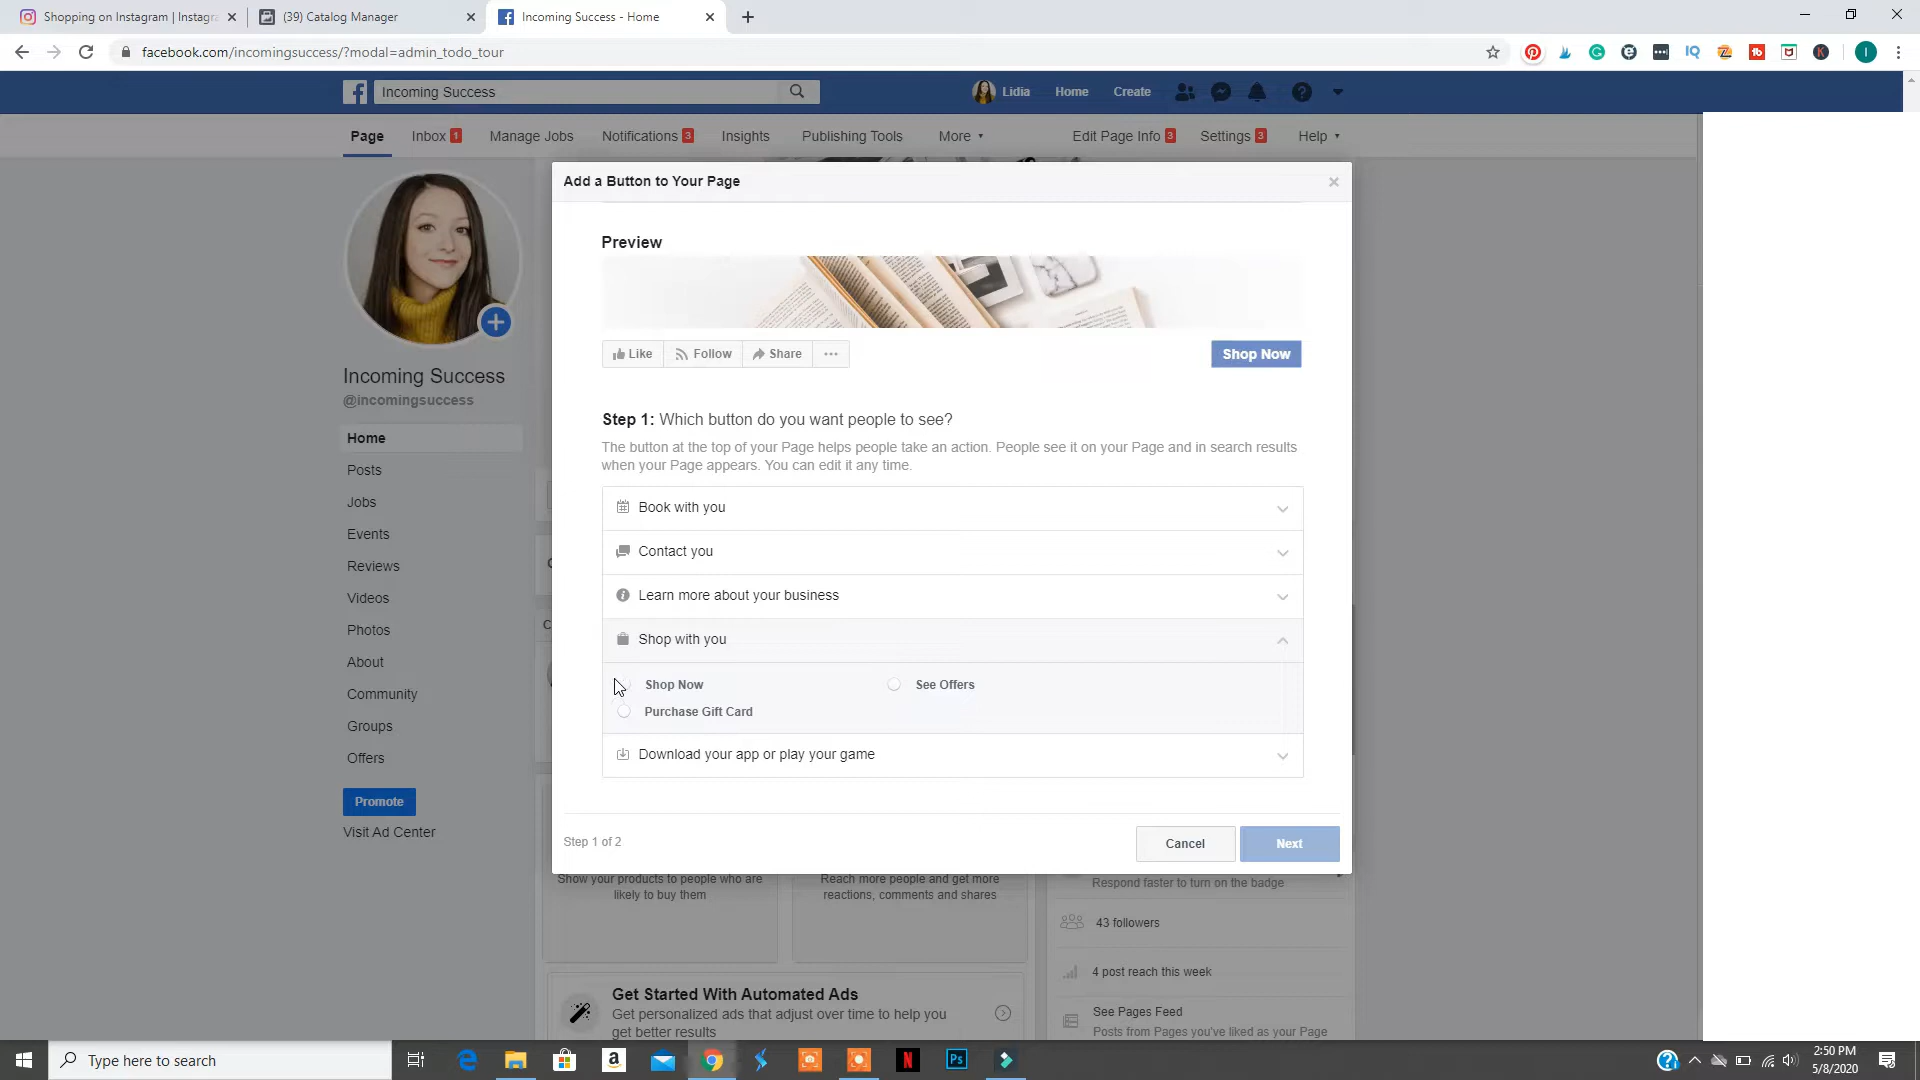 Shopping on Instagram | Instagra
(39) Catalog Manager
Incoming Success - Home
facebook.com/incomingsuccess/?modal=admin_todo_tour
Incoming Success
Lidia
Home
Create
Page
Inbox 1
Manage Jobs
Notifications 3
Insights
Publishing Tools
More
Edit Page Info 3
Settings 3
Help
Add a Button to Your Page
Preview
Like
Follow
Share
Shop Now
Incoming Success
@incomingsuccess
Home
Posts
Jobs
Events
Reviews
Videos
Photos
About
Community
Groups
Offers
Promote
Visit Ad Center
Step 1: Which button do you want people to see?
The button at the top of your Page helps people take an action. People see it on your Page and in search results
when your Page appears. You can edit it any time.
Book with you
Contact you
Learn more about your business
Shop with you
Shop Now
See Offers
Purchase Gift Card
Download your app or play your game
Step 1 of 2
Cancel
Next
Show your products to people who are
likely to buy them
Reach more people and get more
reactions, comments and shares
Respond faster to turn on the badge
43 followers
4 post reach this week
See Pages Feed
Posts from Pages you've liked as your Page
Get Started With Automated Ads
Get personalized ads that adjust over time to help you
get better results
Type here to search
2:50 PM
5/8/2020